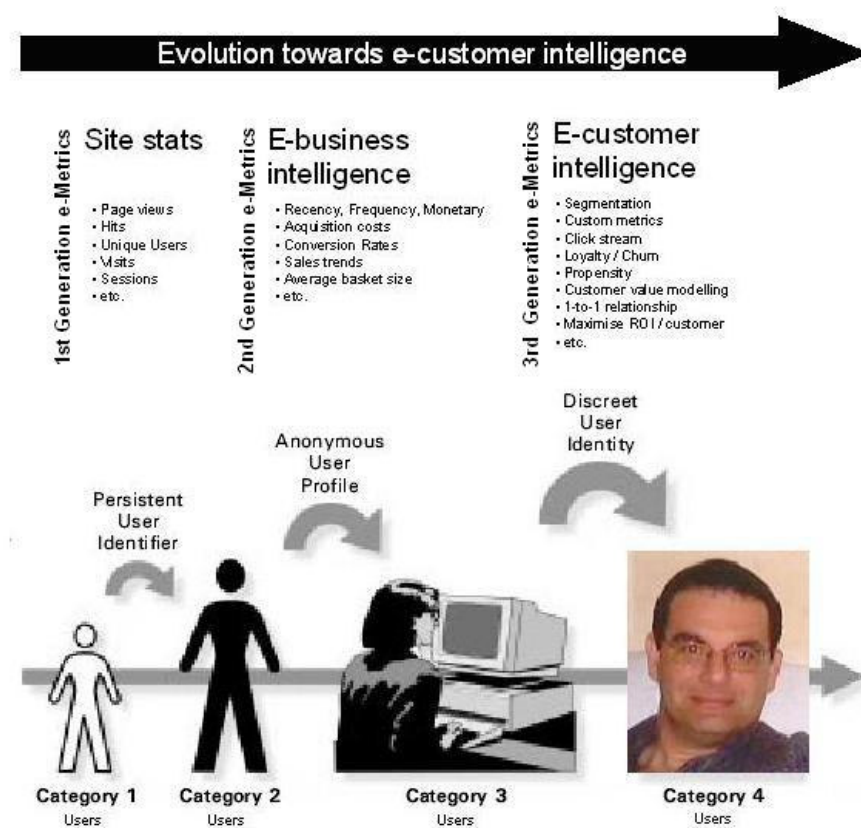 Evolution towards e-customer intelligence
1st Generation e-Metrics
Site stats
• Page views
• Hits
• Unique Users
• Visits
• Sessions
• etc.
2nd Generation e-Metrics
E-business
intelligence
• Recency, Frequency, Monetary
• Acquisition costs
• Conversion Rates
• Sales trends
• Average basket size
• etc.
3rd Generation e-Metrics
E-customer
intelligence
• Segmentation
• Custom metrics
• Click stream
• Loyalty / Churn
• Propensity
• Customer value modelling
• 1-to-1 relationship
• Maximise ROI / customer
• etc.
Persistent
User
Identifier
Anonymous
User
Profile
Discreet
User
Identity
Category 1
Users
Category 2
Users
Category 3
Users
Category 4
Users